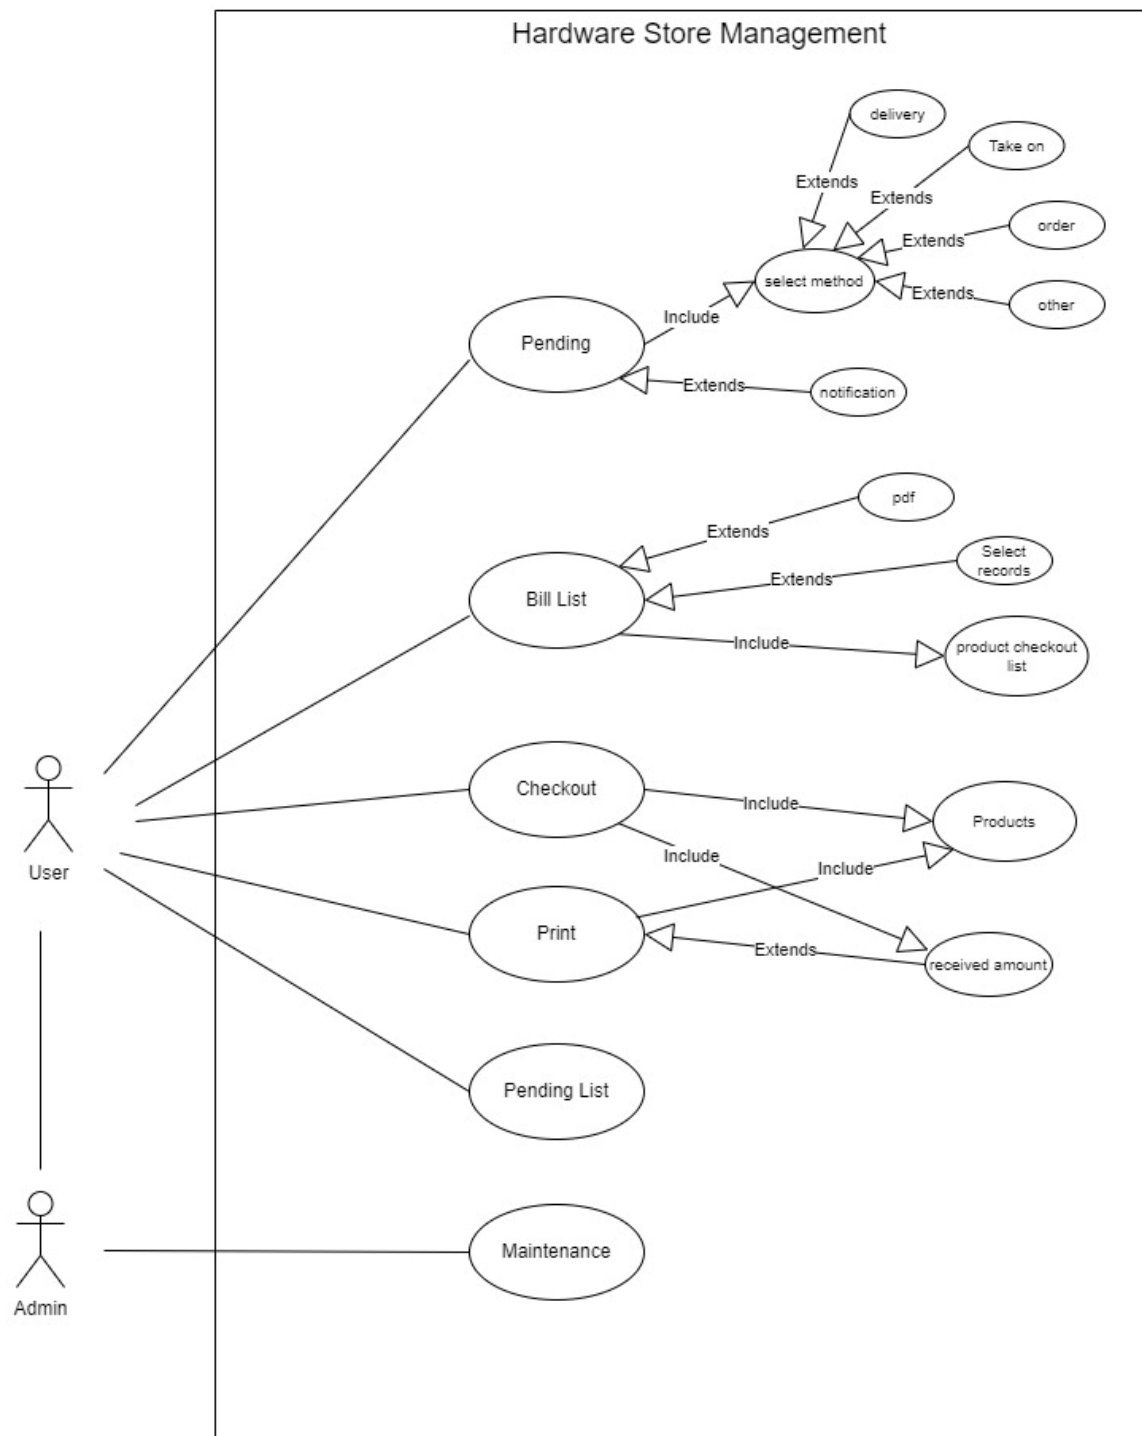 Hardware Store Management
delivery
Take on
Extends
Extends
order
Extends
select method
Extends
other
Include
Pending
Extends
notification
pdf
Extends
Select
records
Extends
Bill List
Include
product checkout
list
Checkout
Include
Products
Include
Include
User
Print
Extends
received amount
Pending List
Maintenance
Admin